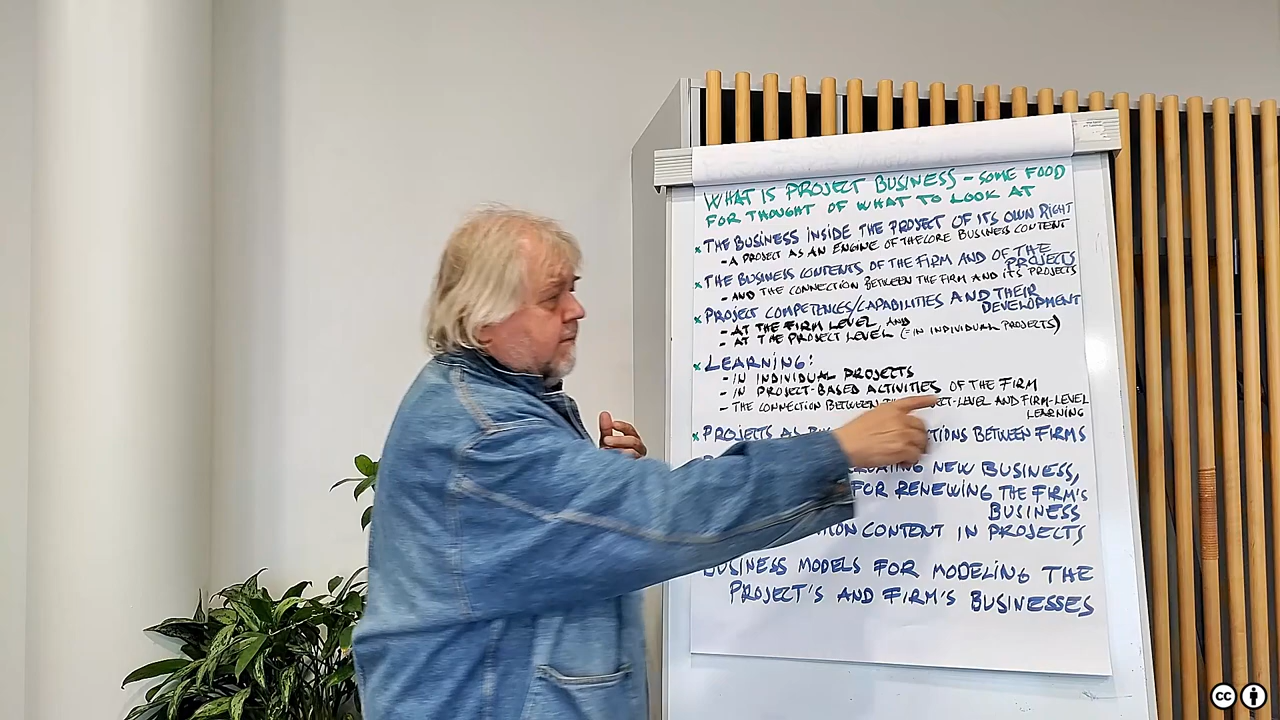 WHAT IS PROJECT BUSINESS - SOME FOOD
FOR THOUGHT OF WHAT TO LOOK AT
* THE BUSINESS INSIDE THE PROJECT OF ITS OWN RIGHT
- A PROJECT AS AN ENGINE OF THE CORE BUSINESS CONTENT
* THE BUSINESS CONTENTS OF THE FIRM AND OF THE
PROJECTS
- AND THE CONNECTION BETWEEN THE FIRM AND ITS PROJECTS
* PROJECT COMPETENCES/CAPABILITIES AND THEIR
DEVELOPMENT
- AT THE FIRM LEVEL, AND
- AT THE PROJECT LEVEL (= IN INDIVIDUAL PROJECTS)
* LEARNING:
- IN INDIVIDUAL PROJECTS
- IN PROJECT-BASED ACTIVITIES OF THE FIRM
- THE CONNECTION BETWEEN -LEVEL AND FIRM-LEVEL
LEARNING
* PROJECTS BETWEEN FIRMS
NEW BUSINESS,
FOR RENEWING THE FIRM'S
BUSINESS
CONTENT IN PROJECTS
BUSINESS MODELS FOR MODELING THE
PROJECT'S AND FIRM'S BUSINESSES
cc